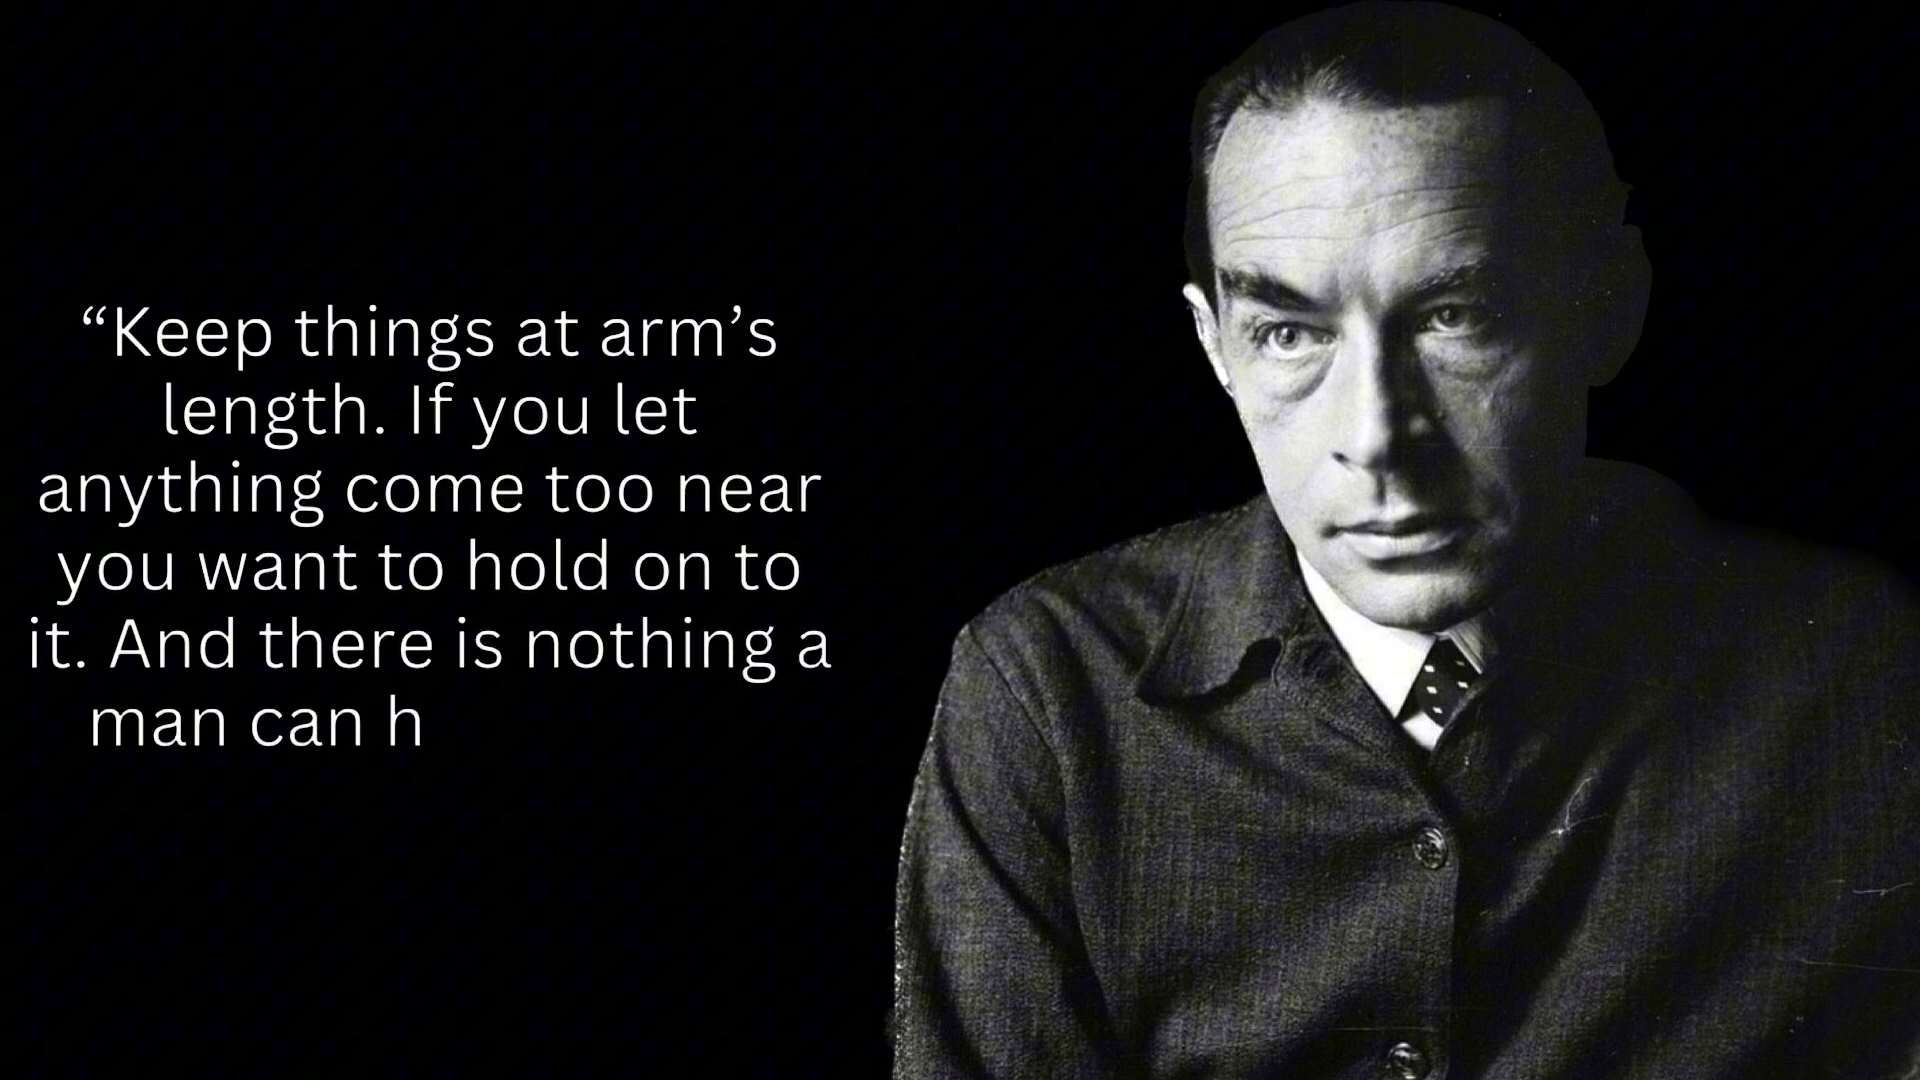 “Keep things at arm’s
length. If you let
anything come too near
you want to hold on to
it. And there is nothing a
man can h